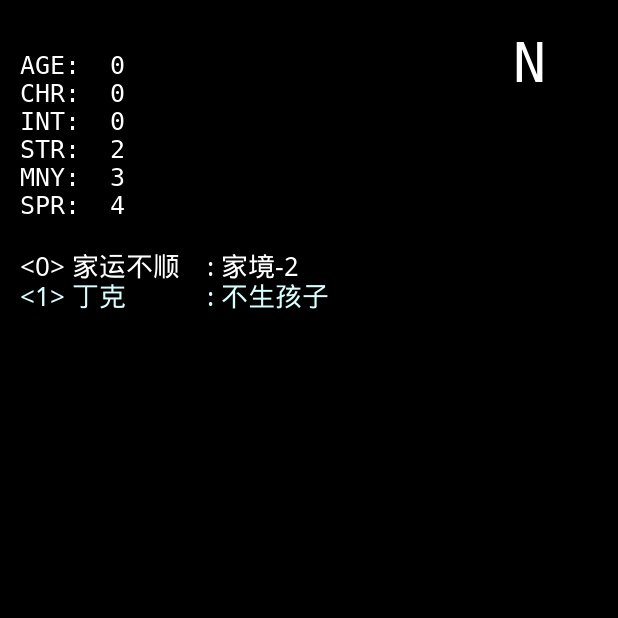 N
AGE: 0
CHR: 0
INT: 0
STR: 2
MNY: 3
SPR: 4
<0> 家运不顺 : 家境-2
<1> 丁克 : 不生孩子